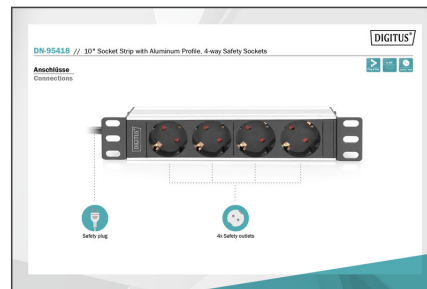 DIGITUS®
DN-95418 // 10" Socket Strip with Aluminum Profile, 4-way Safety Sockets
Anschlüsse
Connections
DIGITUS
Safety plug
4x Safety outlets